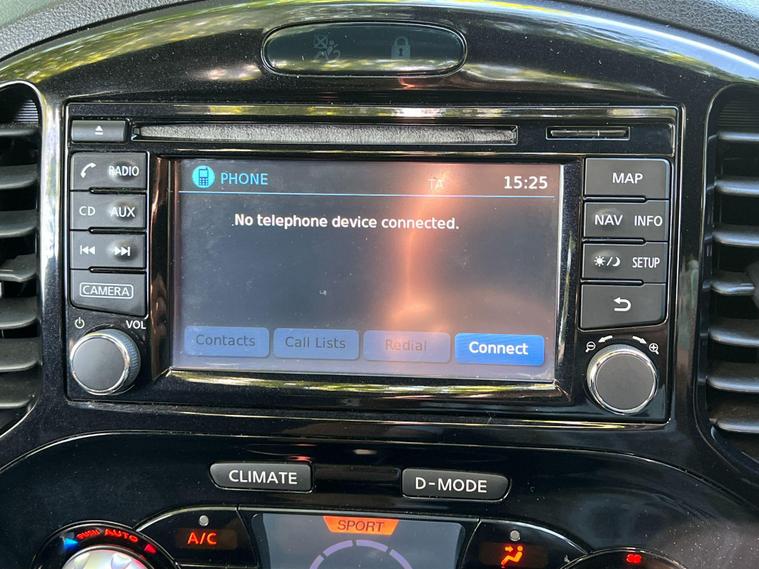 PHONE TA 15:25
No telephone device connected.
Contacts Call Lists Redial Connect
RADIO
CD AUX
CAMERA
VOL
MAP
NAV INFO
SETUP
CLIMATE D-MODE
SPORT
A/C
AUTO